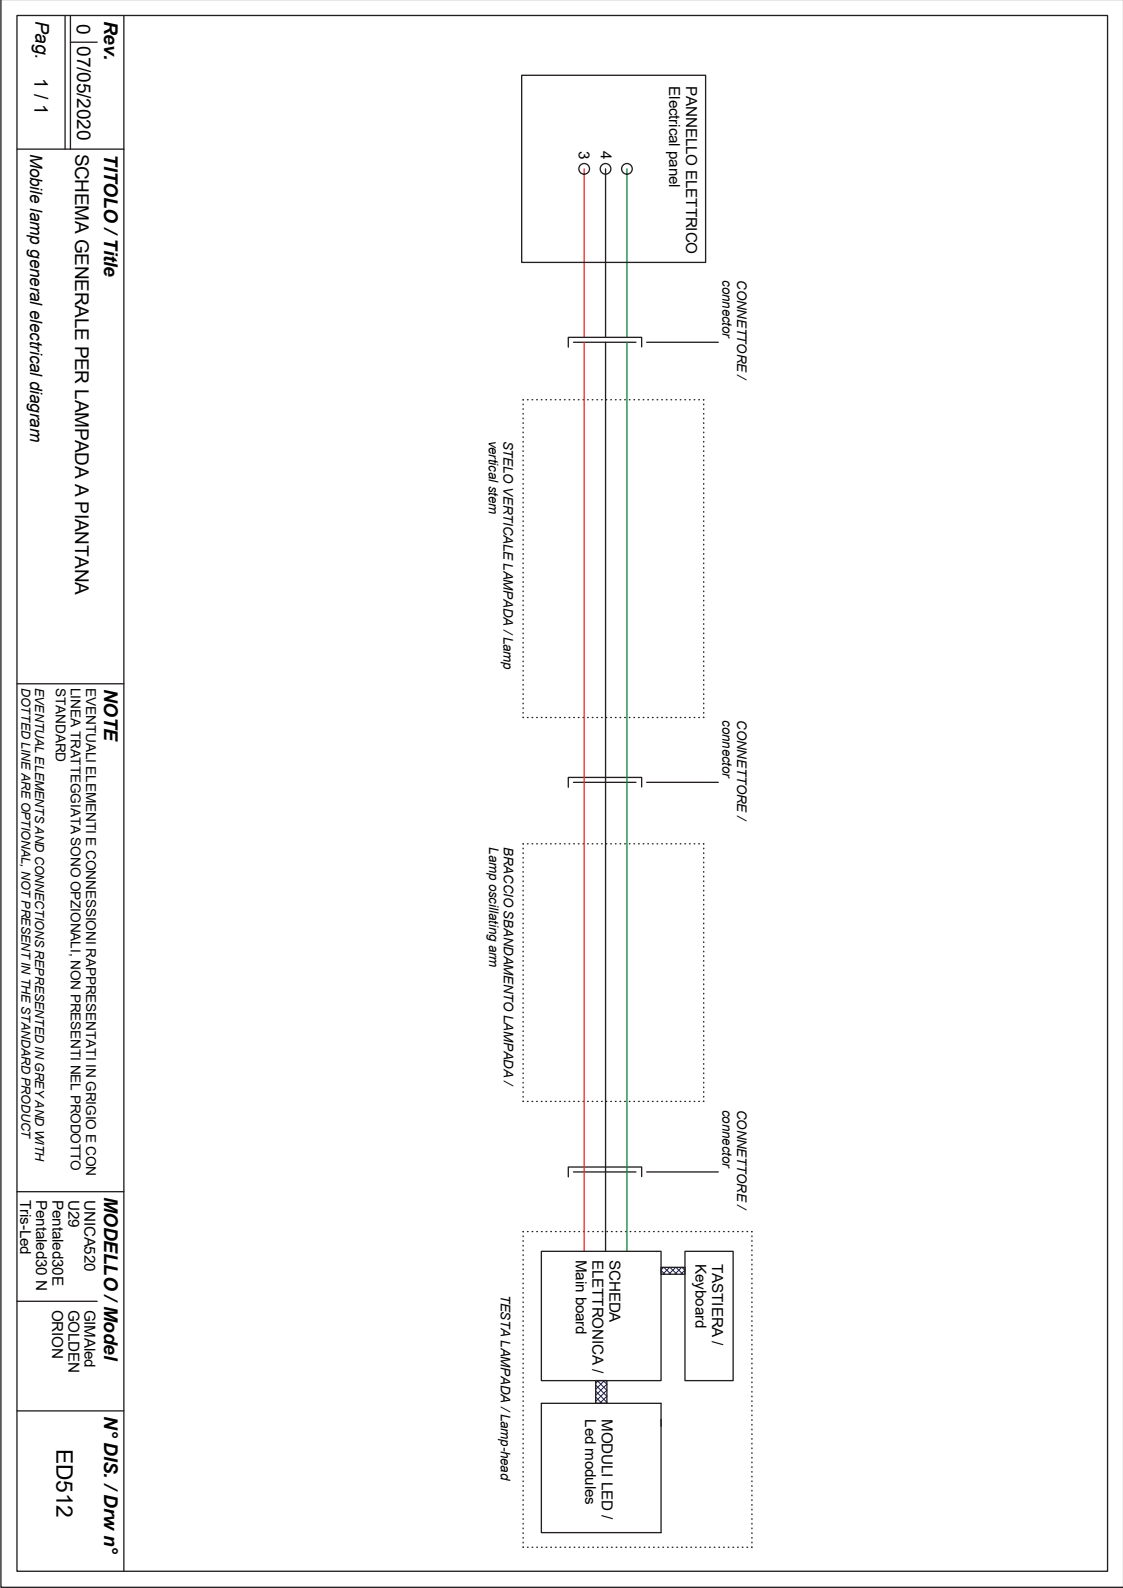 PANNELLO ELETTRICO
Electrical panel
4
3
CONNETTORE /
connector
STELO VERTICALE LAMPADA / Lamp
vertical stem
CONNETTORE /
connector
BRACCIO SBANDAMENTO LAMPADA /
Lamp oscillating arm
CONNETTORE /
connector
TASTIERA /
Keyboard
SCHEDA
ELETTRONICA /
Main board
MODULI LED /
Led modules
TESTA LAMPADA / Lamp-head
Rev.
0 07/05/2020
Pag. 1 / 1
TITOLO / Title
SCHEMA GENERALE PER LAMPADA A PIANTANA
Mobile lamp general electrical diagram
NOTE
EVENTUALI ELEMENTI E CONNESSIONI RAPPRESENTATI IN GRIGIO E CON
LINEA TRATTEGGIATA SONO OPZIONALI, NON PRESENTI NEL PRODOTTO
STANDARD
EVENTUAL ELEMENTS AND CONNECTIONS REPRESENTED IN GREY AND WITH
DOTTED LINE ARE OPTIONAL, NOT PRESENT IN THE STANDARD PRODUCT
MODELLO / Model
UNICA520
U29
Pentaled30E
Pentaled30 N
Tris-Led
GIMAled
GOLDEN
ORION
N° DIS. / Drw n°
ED512